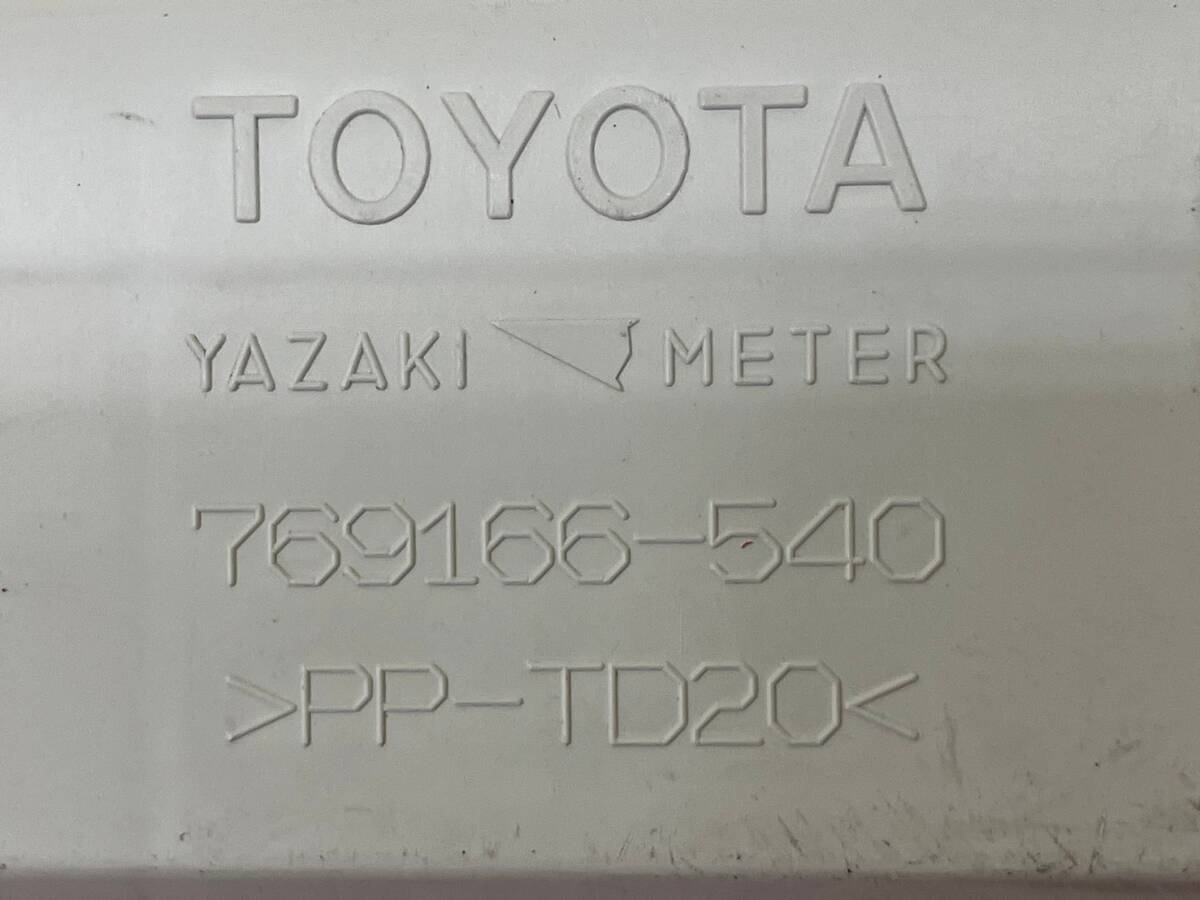 TOYOTA
YAZAKI METER
769166-540
>PP-TD20<